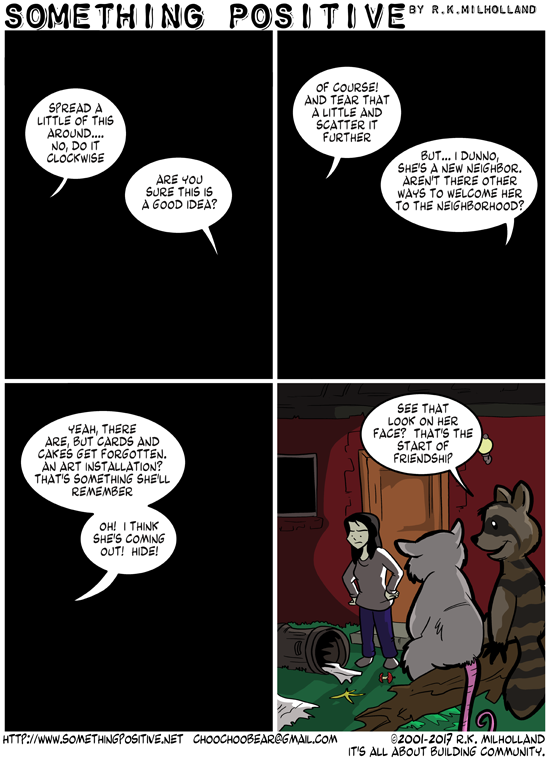 SOMETHING POSITIVE BY R.K.MILHOLLAND
SPREAD A
LITTLE OF THIS
AROUND....
NO, DO IT
CLOCKWISE
ARE YOU
SURE THIS IS
A GOOD IDEA?
OF COURSE!
AND TEAR THAT
A LITTLE AND
SCATTER IT
FURTHER
BUT... I DUNNO,
SHE'S A NEW NEIGHBOR.
AREN'T THERE OTHER
WAYS TO WELCOME HER
TO THE NEIGHBORHOOD?
YEAH, THERE
ARE, BUT CARDS AND
CAKES GET FORGOTTEN.
AN ART INSTALLATION?
THAT'S SOMETHING SHE'LL
REMEMBER
OH! I THINK
SHE'S COMING
OUT! HIDE!
SEE THAT
LOOK ON HER
FACE? THAT'S THE
START OF
FRIENDSHIP
HTTP://WWW.SOMETHINGPOSITIVE.NET CHOOCHOOBEAR@GMAIL.COM ©2001-2017 R.K. MILHOLLAND
IT'S ALL ABOUT BUILDING COMMUNITY.